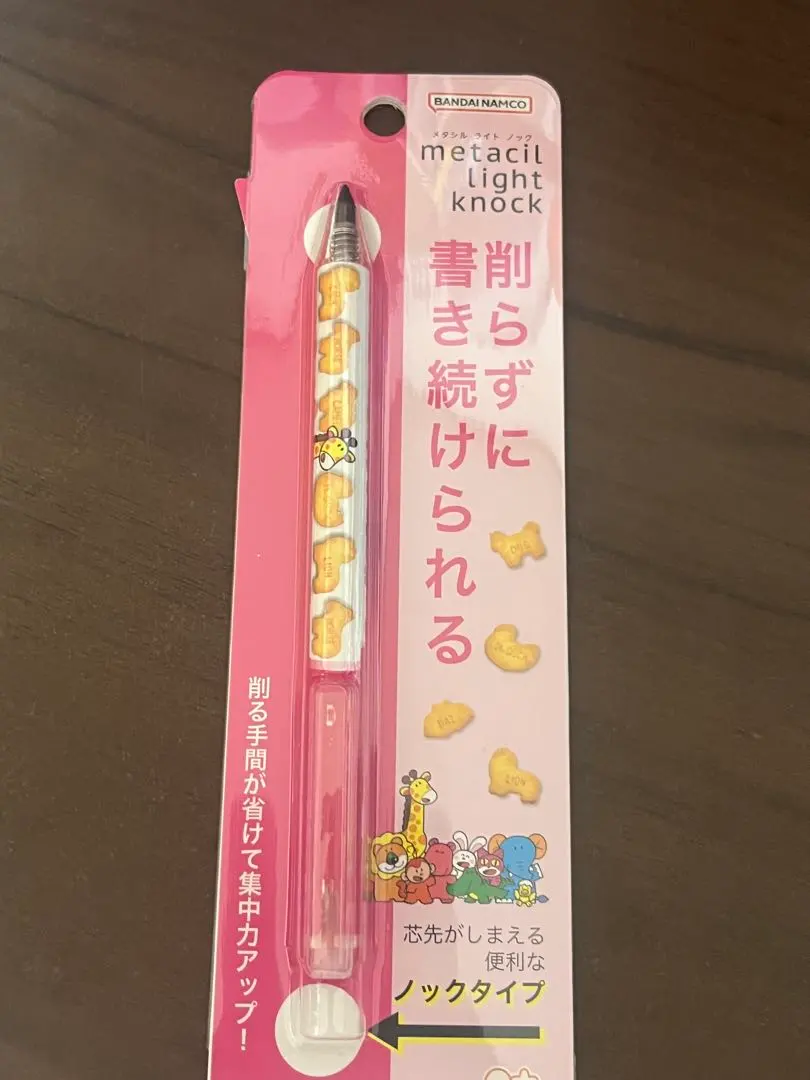 BANDAI NAMCO
メタシル ライト ノック
metacil
light
knock
削らずに
書き続けられる
DOG
LION
芯先がしまえる
便利な
ノックタイプ
削る手間が省けて集中力アップ!